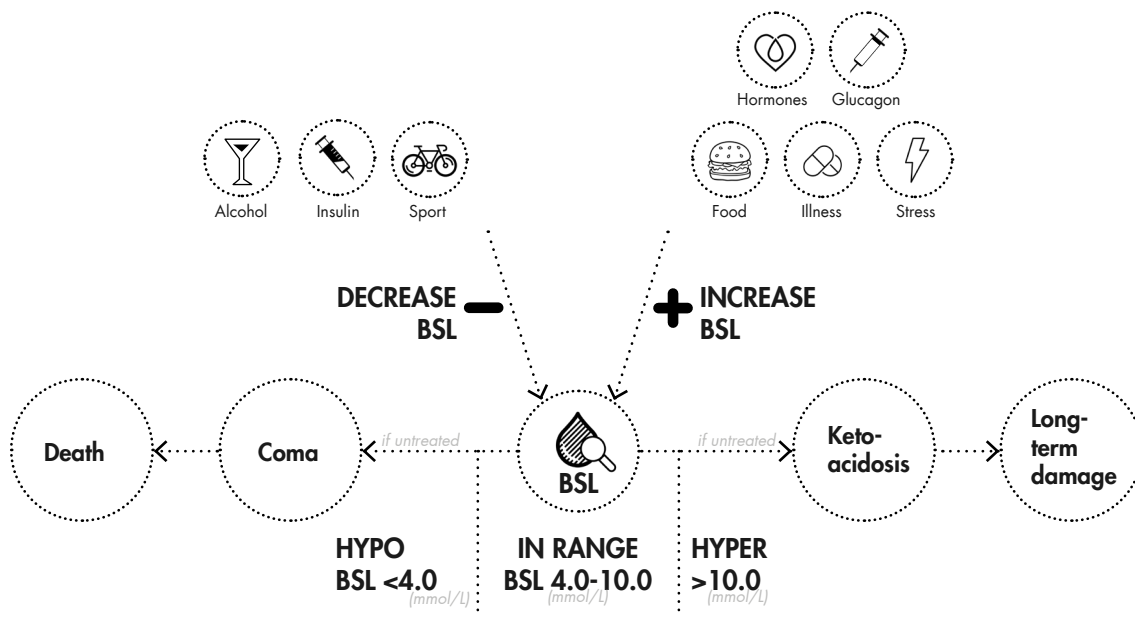 Hormones
Glucagon
Alcohol
Insulin
Sport
Food
Illness
Stress
DECREASE
BSL
INCREASE
BSL
Death
Coma
if untreated
BSL
if untreated
Keto-
acidosis
Long-
term
damage
HYPO
BSL <4.0
(mmol/L)
IN RANGE
BSL 4.0-10.0
(mmol/L)
HYPER
>10.0
(mmol/L)